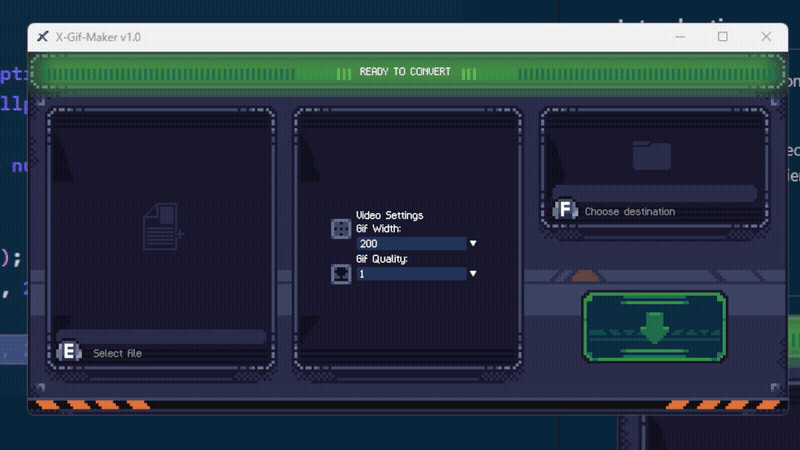 X-Gif-Maker v1.0
READY TO CONVERT
Video Settings
Gif Width:
200
Gif Quality:
1
E Select file
F Choose destination
);